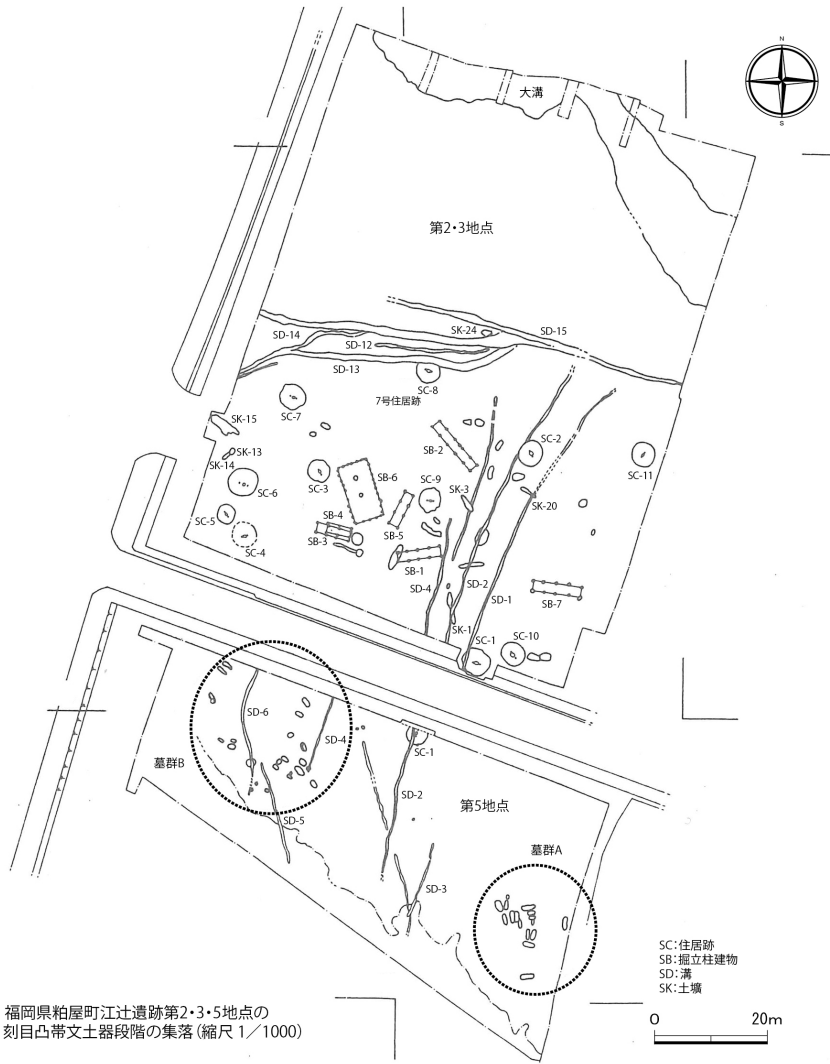 N
S
大溝
第2・3地点
SD-14
SD-12
SK-24
SD-15
SD-13
SC-8
7号住居跡
SC-7
SK-15
SK-13
SK-14
SC-6
SC-3
SB-6
SB-2
SC-9
SK-3
SC-2
SC-11
SC-5
SB-4
SB-5
SK-20
SC-4
SB-3
SB-1
SD-4
SD-2
SD-1
SB-7
SK-1
SC-1
SC-10
SD-6
SD-4
SC-1
墓群B
SD-2
第5地点
SD-5
墓群A
SD-3
SC:住居跡
SB:掘立柱建物
SD:溝
SK:土壙
0 20m
福岡県粕屋町江辻遺跡第2・3・5地点の
刻目凸帯文土器段階の集落(縮尺 1/1000)